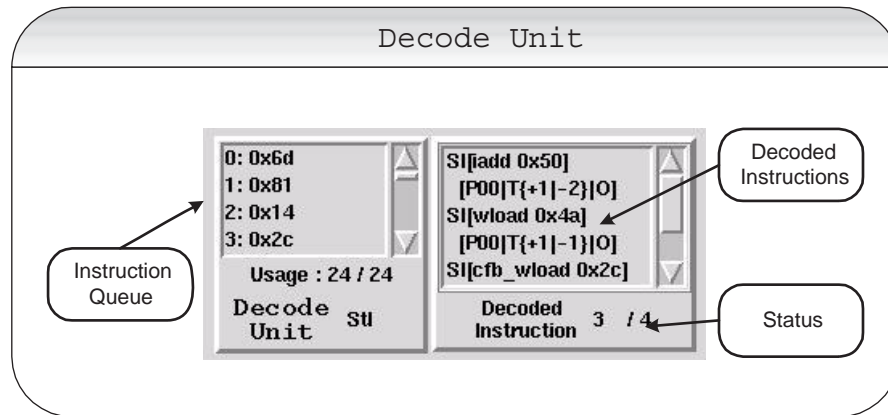 Decode Unit
0: 0x6d
1: 0x81
2: 0x14
3: 0x2c
Usage : 24 / 24
Decode
Unit
Stl
SI[iadd 0x50]
[P00|T{+1|-2}|O]
SI[wload 0x4a]
[P00|T{+1|-1}|O]
SI[cfb_wload 0x2c]
Decoded
Instruction
3 / 4
Instruction
Queue
Decoded
Instructions
Status